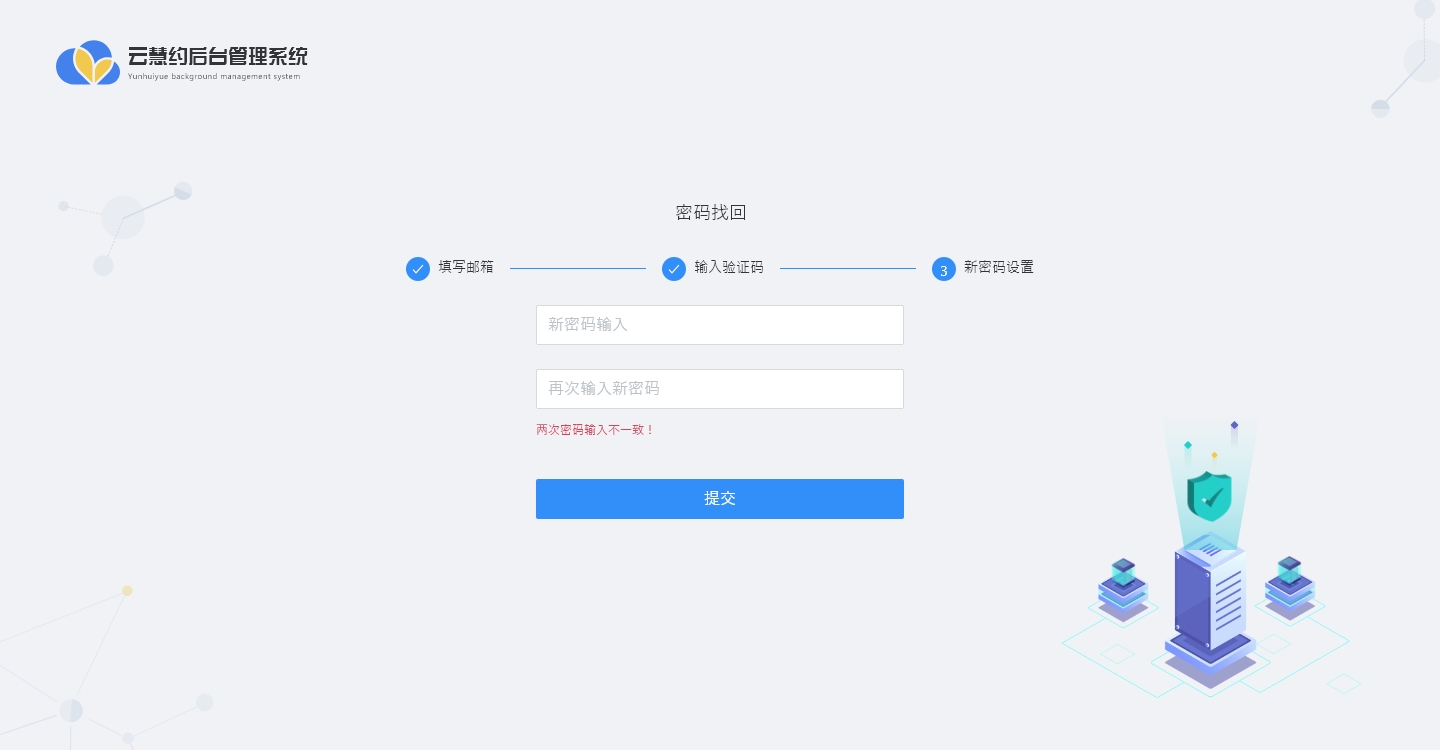 云慧约后台管理系统
Yunhuiyue background management system
密码找回
填写邮箱
输入验证码
3 新密码设置
新密码输入
再次输入新密码
两次密码输入不一致！
提交